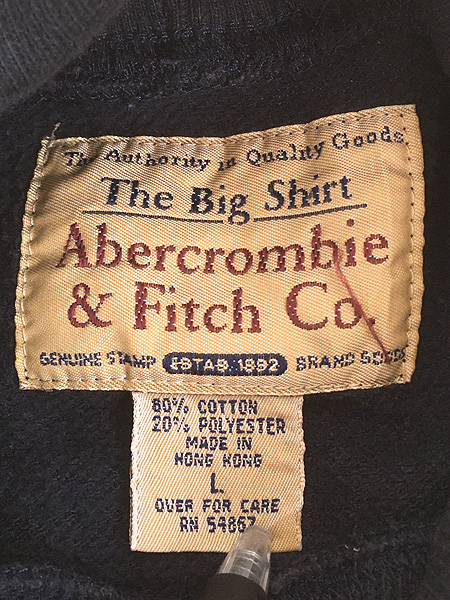 The Authority in Quality Goods
The Big Shirt
Abercrombie
& Fitch Co.
GENUINE STAMP ESTAB. 1892 BRAND GOODS
80% COTTON
20% POLYESTER
MADE IN
HONG KONG
L
OVER FOR CARE
RN 54867